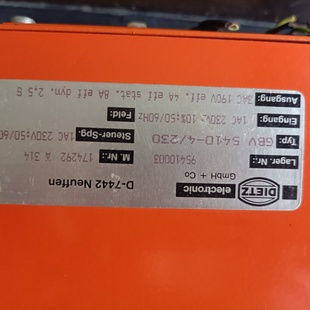 DIETZ
electronic
GmbH + Co
D-7442 Neuffen
Lager Nr.: 95410003
M. Nr.: 174292 A 314
Typ: GBV 5410-4/230
Steuer-Spg. 1AC 230V:50/60
Eingang: 1AC 230V- 10%:50/60Hz
Feld:
Ausgang: 3AC 190V eff. 4A eff stat. 8A eff dyn. 2,5 S